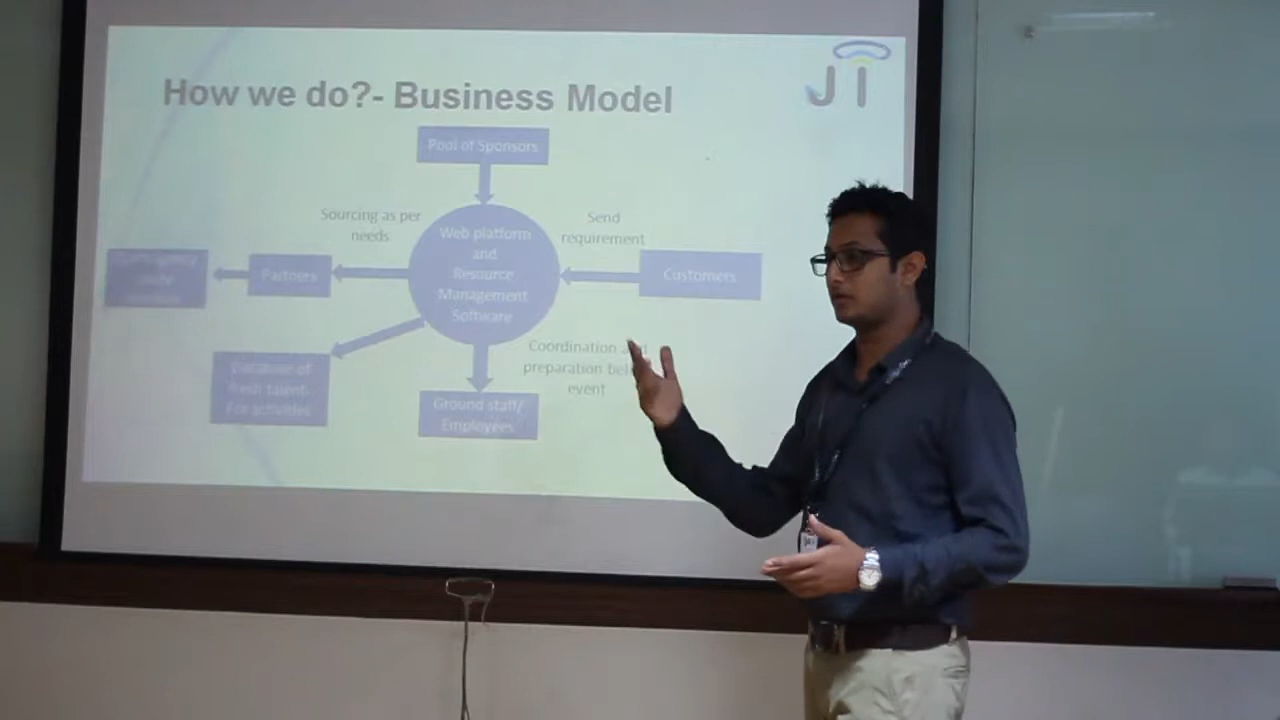 How we do?- Business Model
JI
Pool of Sponsors
Sourcing as per
needs
Send
requirement
Web platform
and
Resource
Management
Software
Partners
Customers
Coordination
preparation
event
Database of
fresh talent-
For activities
Ground staff/
Employees